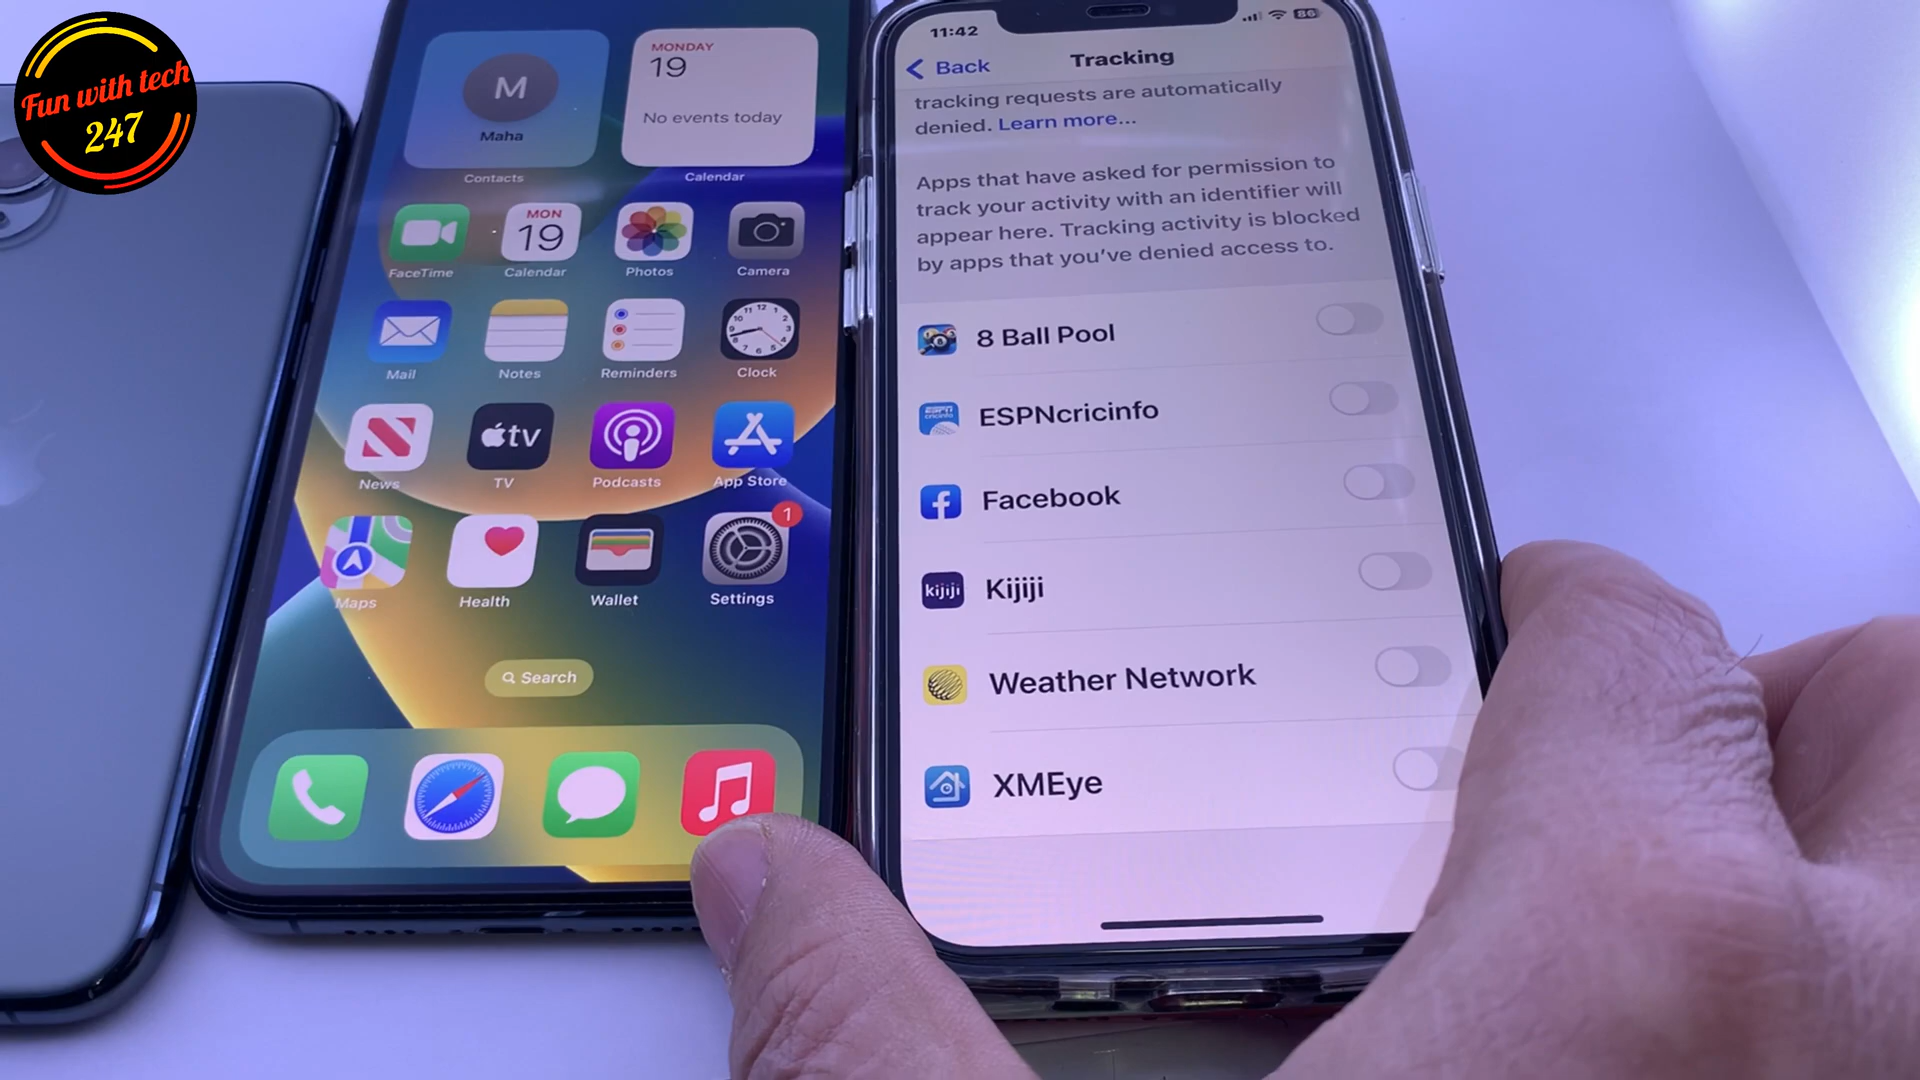 Fun with tech
247
M
Maha
Contacts
MONDAY
19
No events today
Calendar
FaceTime
MON
19
Calendar
Photos
Camera
Mail
Notes
Reminders
Clock
News
tv
TV
Podcasts
App Store
Maps
Health
Wallet
1
Settings
Search
11:42
86
Back
Tracking
tracking requests are automatically
denied. Learn more...
Apps that have asked for permission to
track your activity with an identifier will
appear here. Tracking activity is blocked
by apps that you've denied access to.
8 Ball Pool
ESPNcricinfo
Facebook
kijiji
Kijiji
Weather Network
XMEye